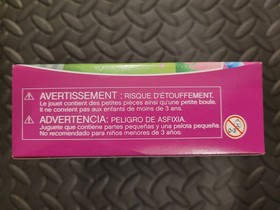 AVERTISSEMENT : RISQUE D'ÉTOUFFEMENT.
Le jouet contient des petites pièces ainsi qu'une petite boule.
Il ne convient pas aux enfants de moins de 3 ans.
ADVERTENCIA: PELIGRO DE ASFIXIA.
Juguete que contiene partes pequeñas y una pelota pequeña.
No recomendado para niños menores de 3 años.
0-3